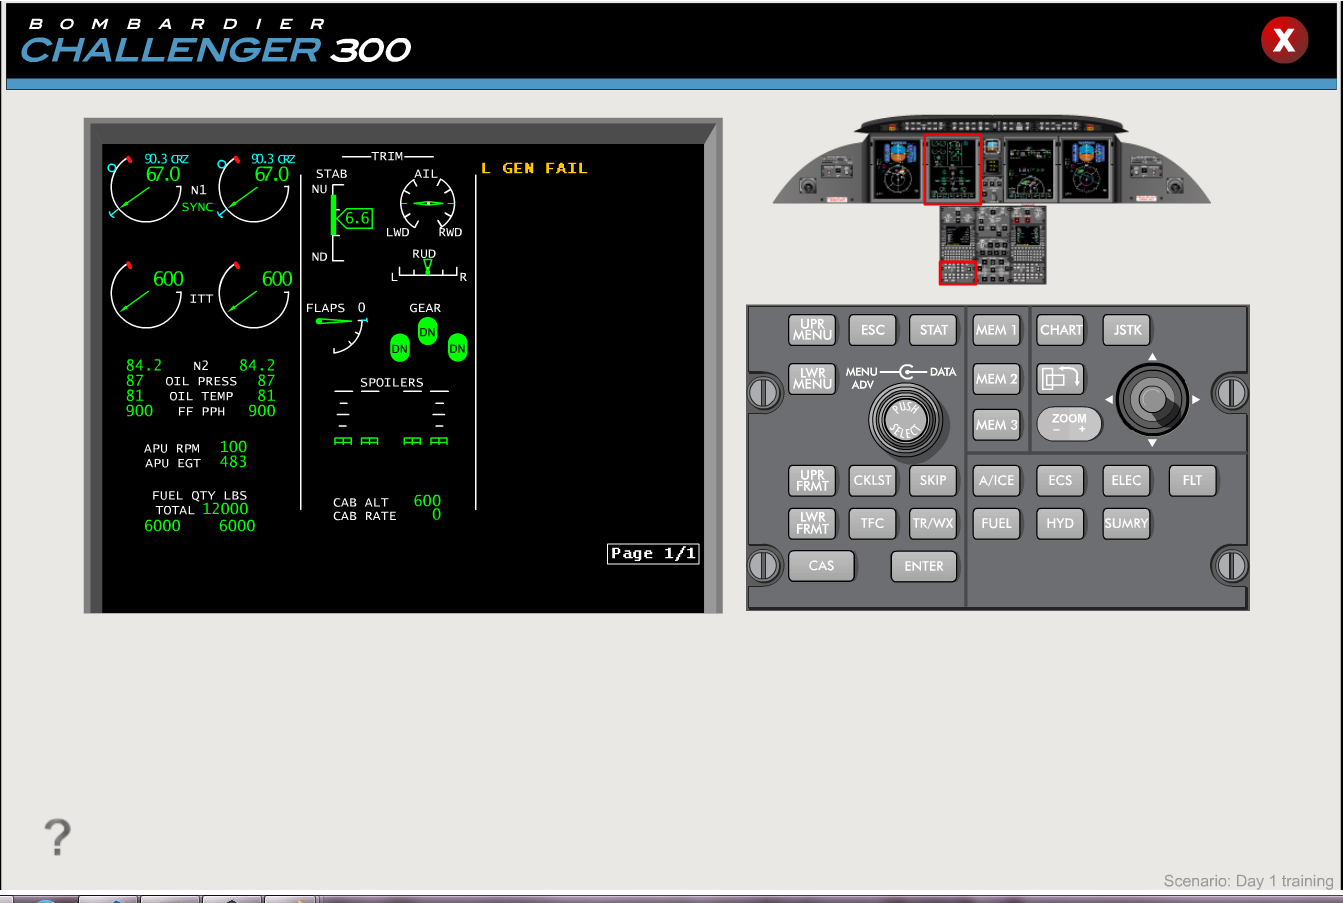 BOMBARDIER
CHALLENGER 300
X
90.3 CRZ 90.3 CRZ
67.0 N1 67.0
SYNC
600 ITT 600
84.2 N2 84.2
87 OIL PRESS 87
81 OIL TEMP 81
900 FF PPH 900
APU RPM 100
APU EGT 483
FUEL QTY LBS
TOTAL 12000
6000 6000
TRIM
STAB AIL
NU
6.6
LWD RWD
ND
RUD
L R
FLAPS 0 GEAR
DN
DN DN
SPOILERS
CAB ALT 600
CAB RATE 0
L GEN FAIL
Page 1/1
UPR MENU ESC STAT MEM 1 CHART JSTK
LWR MENU MENU ADV DATA MEM 2
PUSH SELECT MEM 3 ZOOM - +
UPR FRMT CKLST SKIP A/ICE ECS ELEC FLT
LWR FRMT TFC TR/WX FUEL HYD SUMRY
CAS ENTER
?
Scenario: Day 1 training